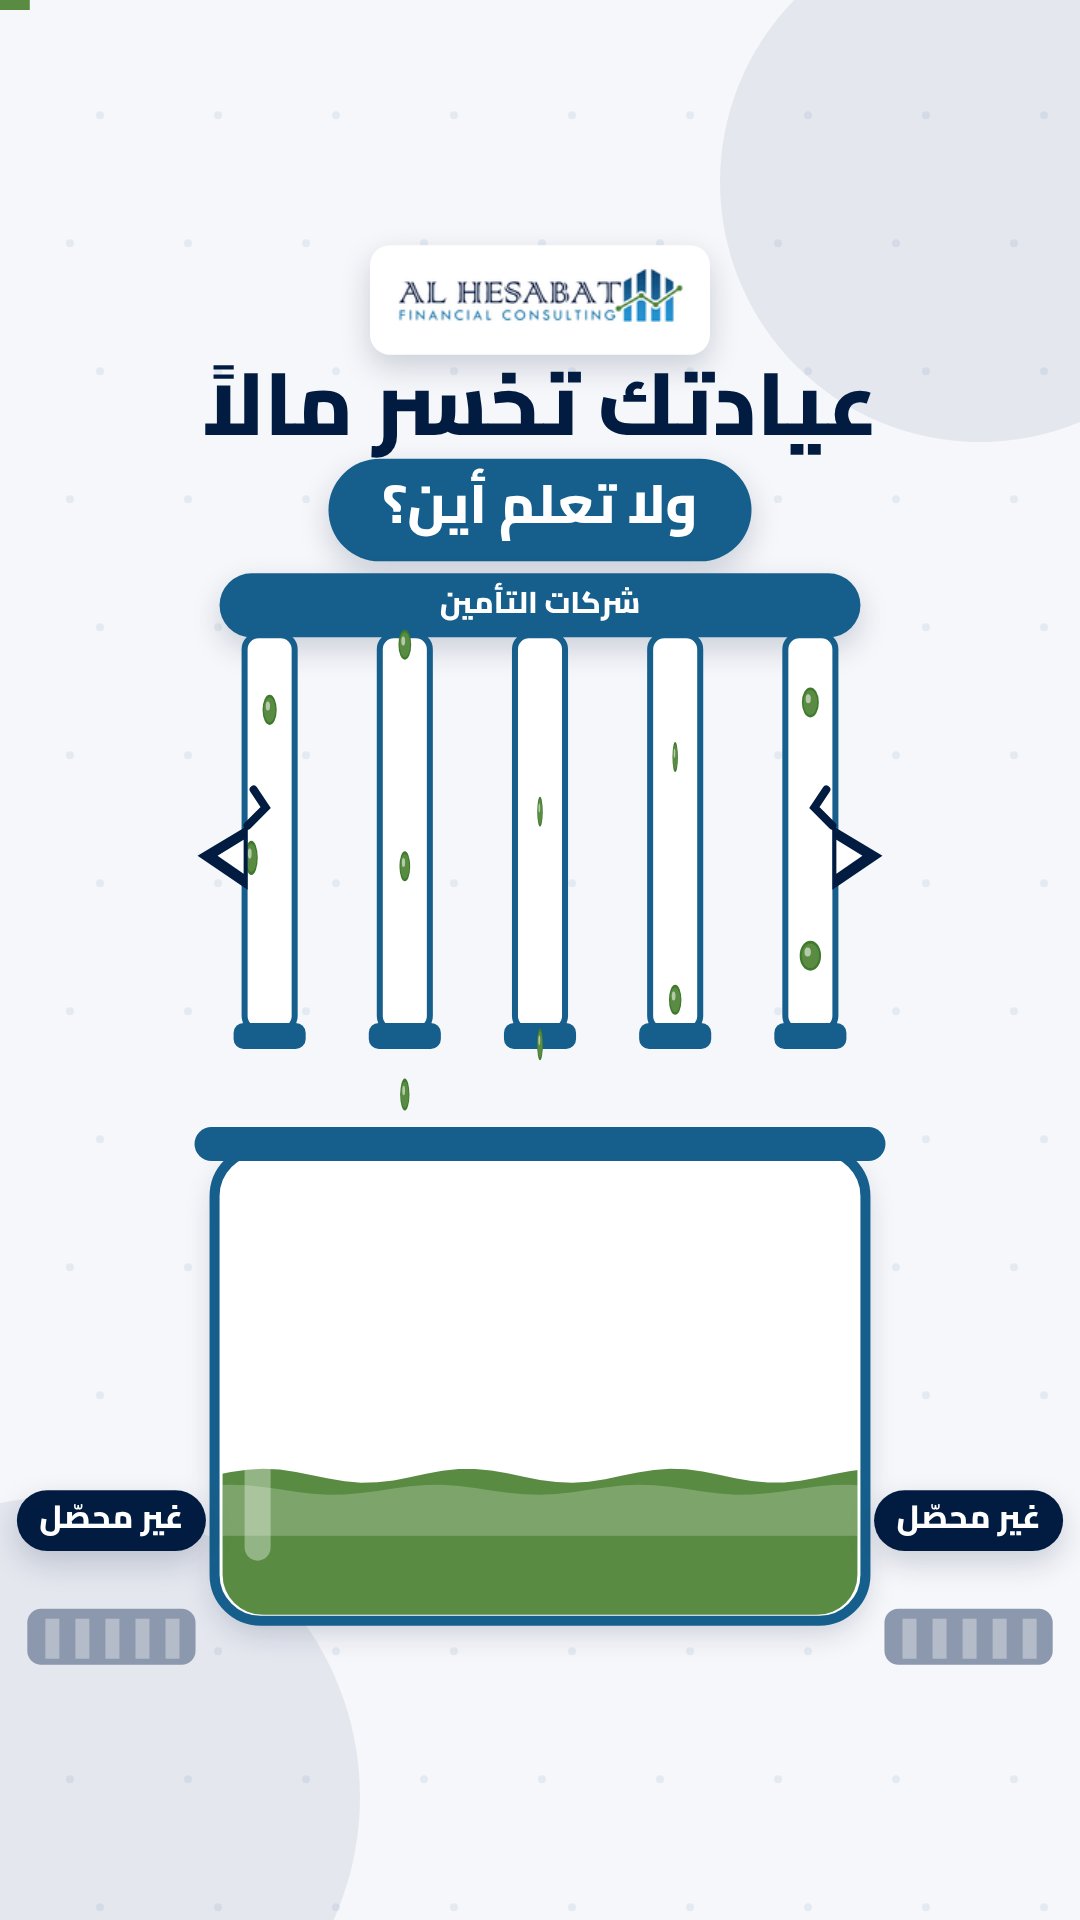 AL HESABAT
FINANCIAL CONSULTING
عيادتك تخسر مالاً
ولا تعلم أين؟
شركات التأمين
غير محصّل
غير محصّل